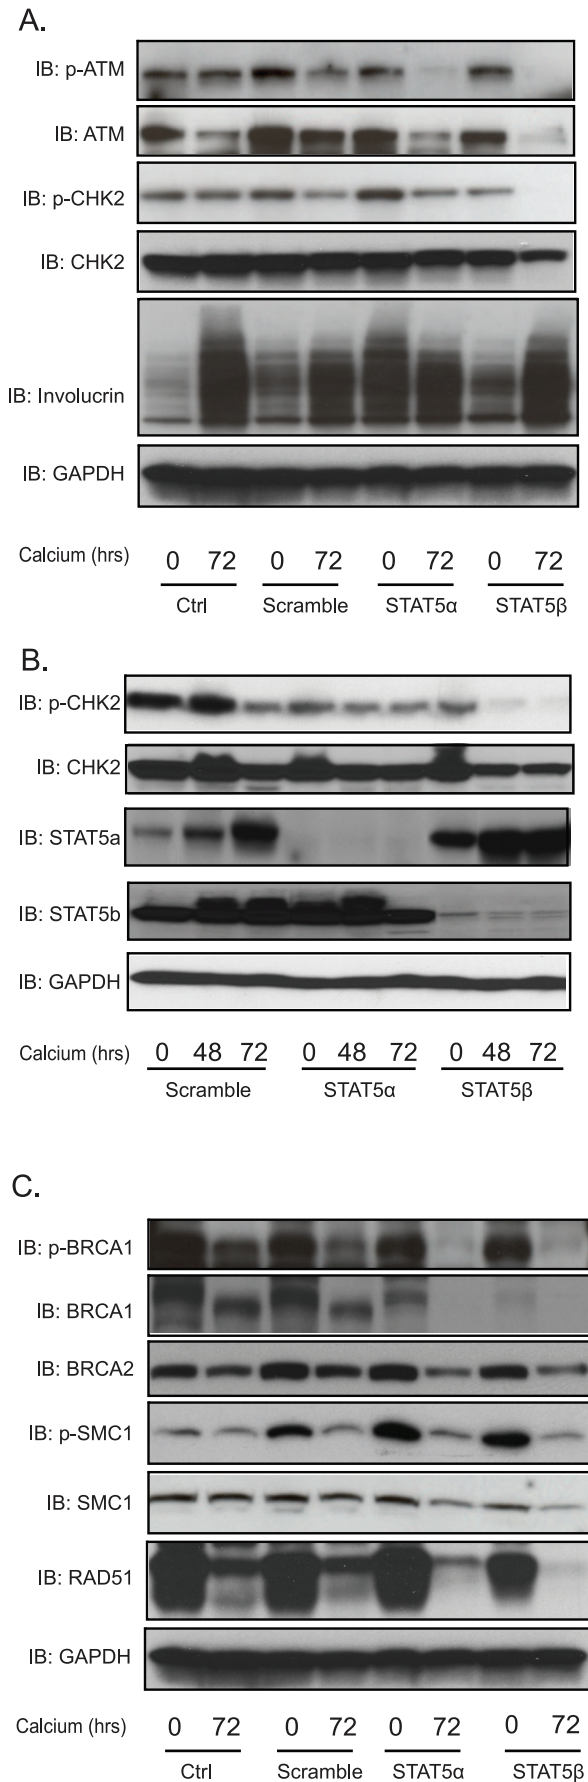 A.
IB: p-ATM
IB: ATM
IB: p-CHK2
IB: CHK2
IB: Involucrin
IB: GAPDH
Calcium (hrs) 0 72 0 72 0 72 0 72
Ctrl Scramble STAT5α STAT5β
B.
IB: p-CHK2
IB: CHK2
IB: STAT5a
IB: STAT5b
IB: GAPDH
Calcium (hrs) 0 48 72 0 48 72 0 48 72
Scramble STAT5α STAT5β
C.
IB: p-BRCA1
IB: BRCA1
IB: BRCA2
IB: p-SMC1
IB: SMC1
IB: RAD51
IB: GAPDH
Calcium (hrs) 0 72 0 72 0 72 0 72
Ctrl Scramble STAT5α STAT5β